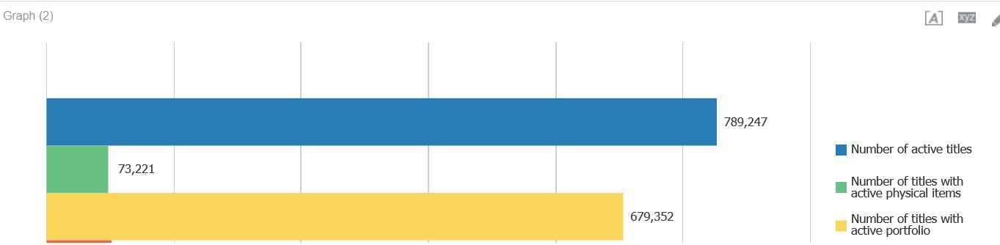 Graph (2)
[A]
xyz
789,247
73,221
679,352
Number of active titles
Number of titles with
active physical items
Number of titles with
active portfolio